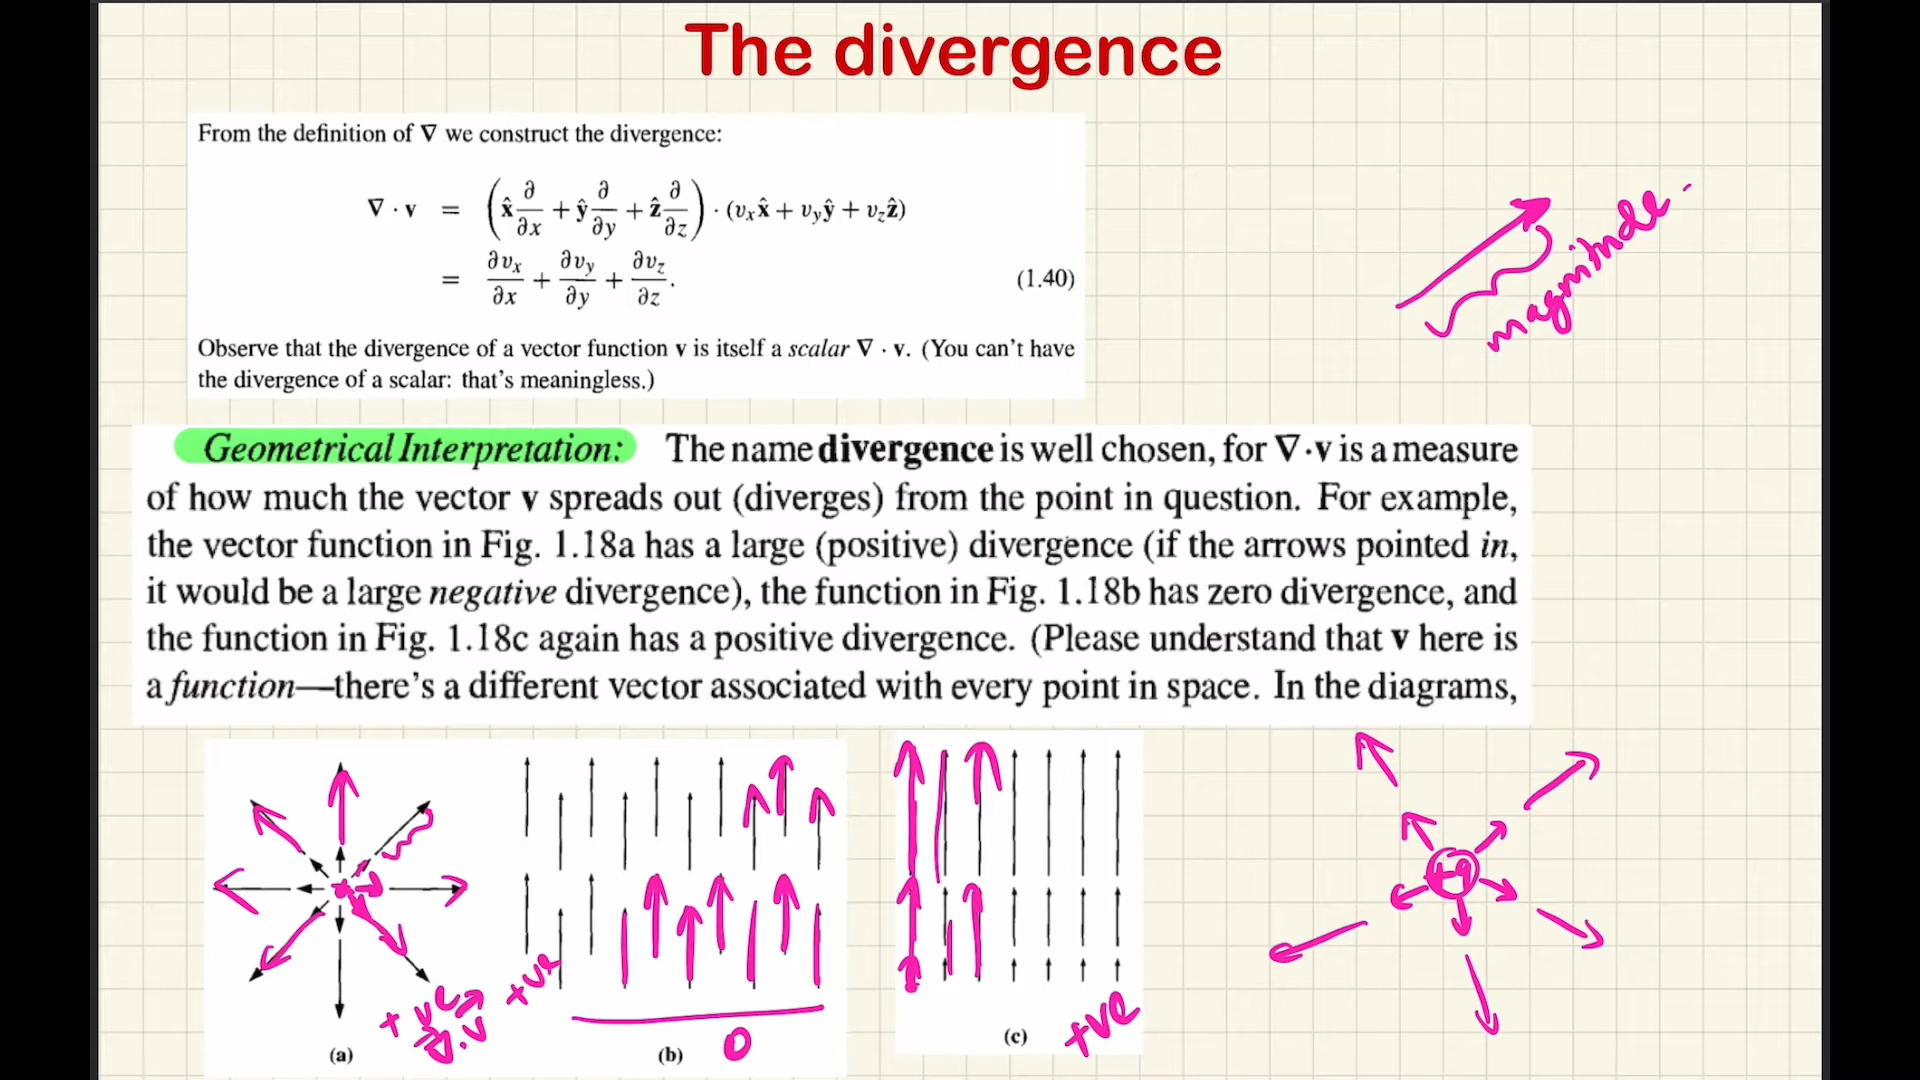 The divergence
From the definition of ∇ we construct the divergence:
∇ · v = (x̂ ∂/∂x + ŷ ∂/∂y + ẑ ∂/∂z) · (vₓx̂ + v_yŷ + v_zẑ)
= ∂vₓ/∂x + ∂v_y/∂y + ∂v_z/∂z. (1.40)
Observe that the divergence of a vector function v is itself a scalar ∇ · v. (You can't have
the divergence of a scalar: that's meaningless.)
magnitude
Geometrical Interpretation: The name divergence is well chosen, for ∇·v is a measure
of how much the vector v spreads out (diverges) from the point in question. For example,
the vector function in Fig. 1.18a has a large (positive) divergence (if the arrows pointed in,
it would be a large negative divergence), the function in Fig. 1.18b has zero divergence, and
the function in Fig. 1.18c again has a positive divergence. (Please understand that v here is
a function—there's a different vector associated with every point in space. In the diagrams,
+q
+ve
+ve
∇·v
0
+ve
(a)
(b)
(c)